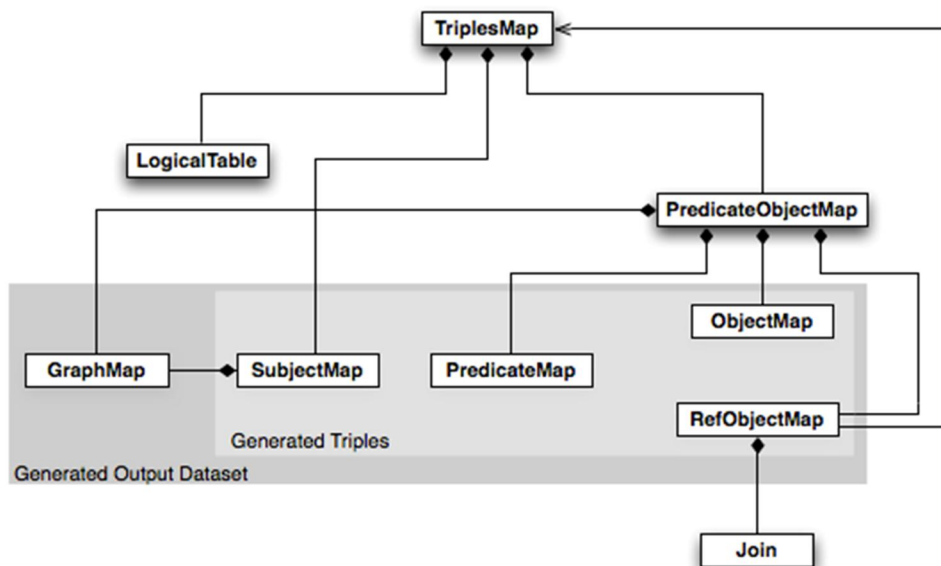 TriplesMap
LogicalTable
PredicateObjectMap
ObjectMap
GraphMap
SubjectMap
PredicateMap
RefObjectMap
Generated Triples
Generated Output Dataset
Join